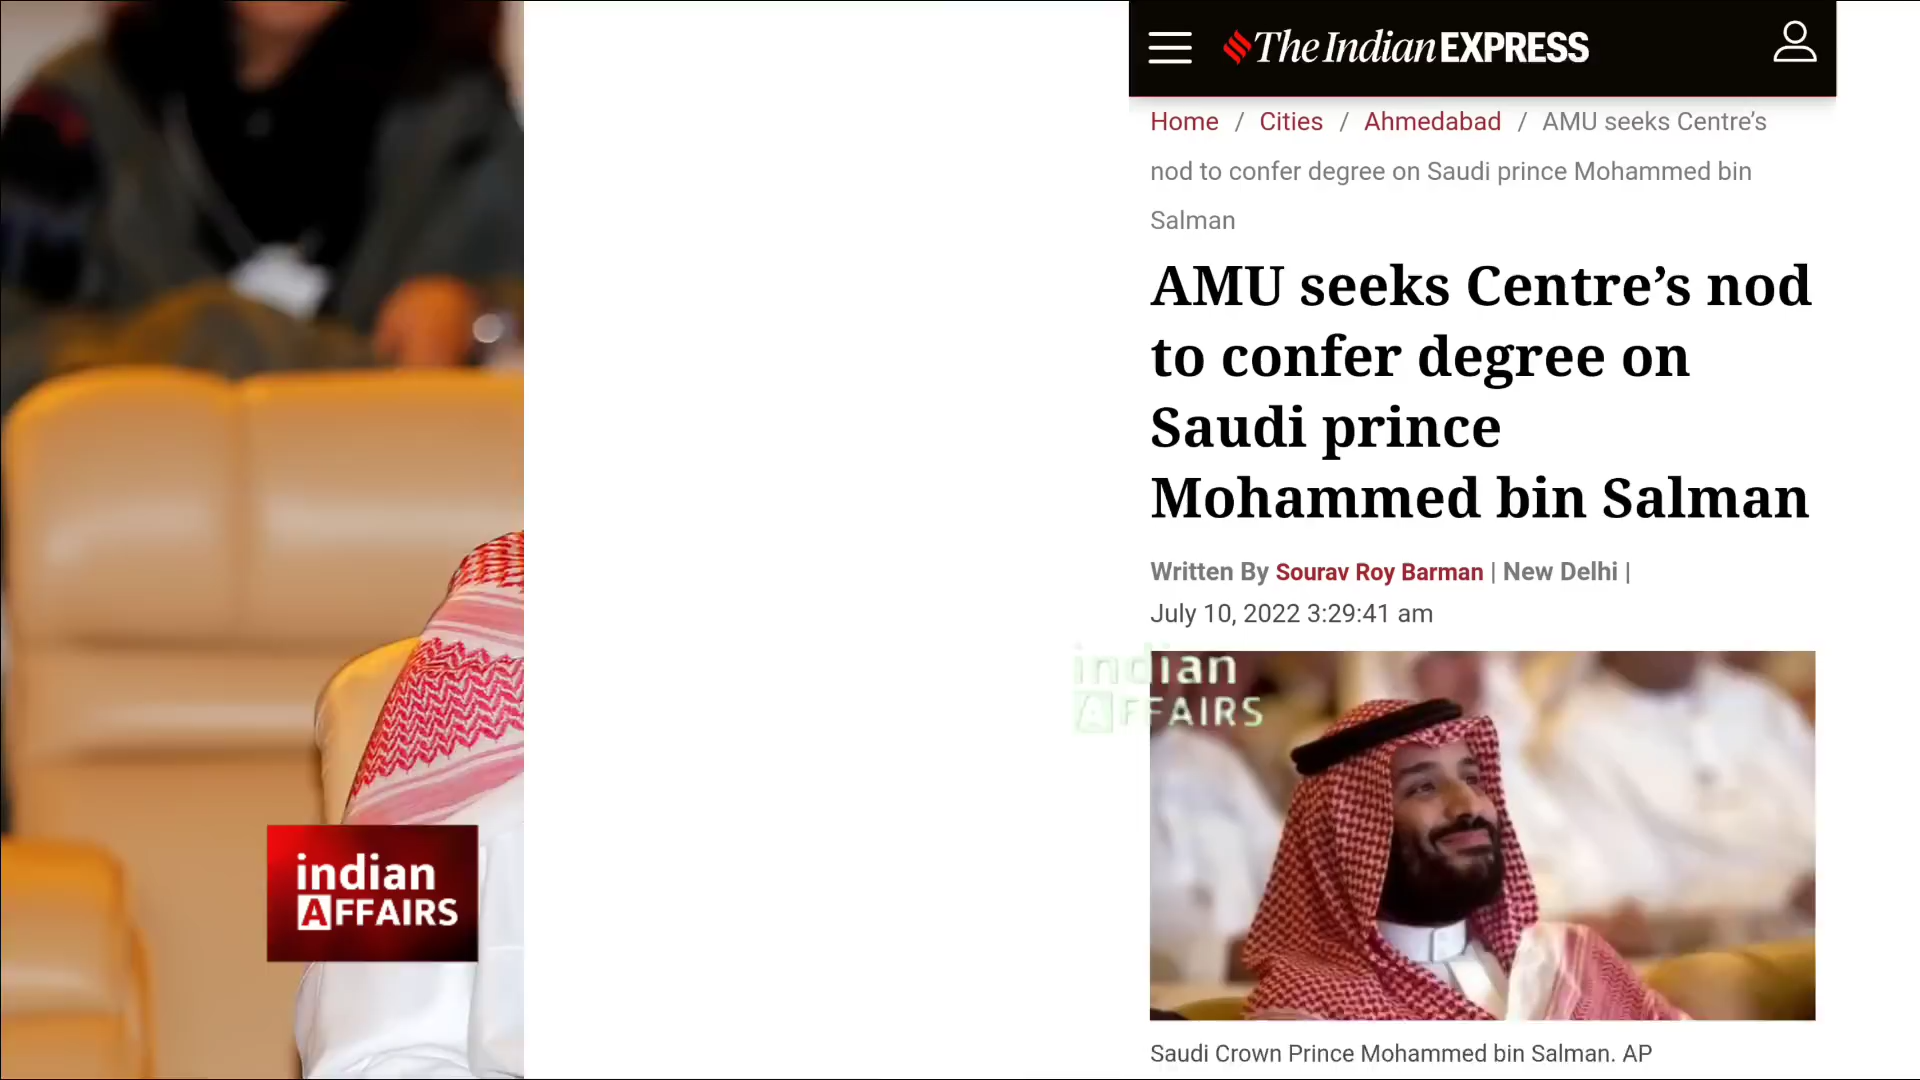 The Indian EXPRESS
Home / Cities / Ahmedabad / AMU seeks Centre’s
nod to confer degree on Saudi prince Mohammed bin
Salman
AMU seeks Centre’s nod
to confer degree on
Saudi prince
Mohammed bin Salman
Written By Sourav Roy Barman | New Delhi |
July 10, 2022 3:29:41 am
indian
AFFAIRS
Saudi Crown Prince Mohammed bin Salman. AP
indian
AFFAIRS